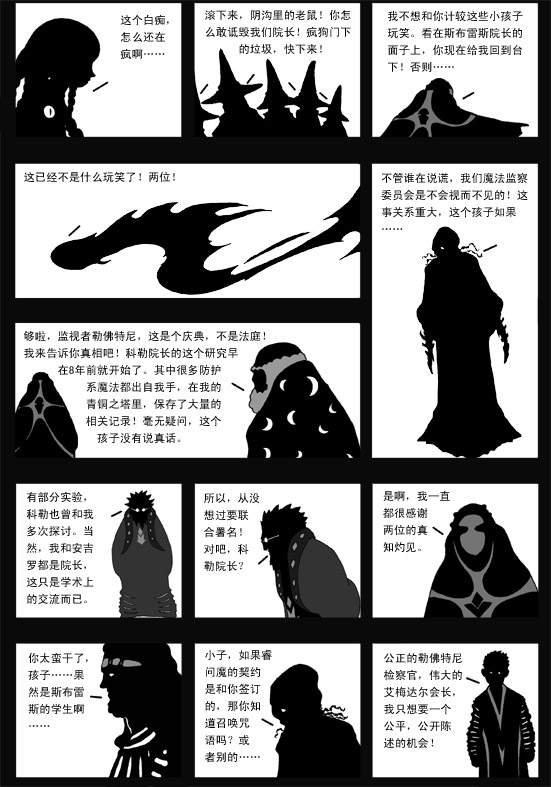 这个白痴，
怎么还在
疯啊……
滚下来，阴沟里的老鼠！你怎
么敢诋毁我们院长！疯狗门下
的垃圾，快下来！
我不想和你计较这些小孩子
玩笑。看在斯布雷斯院长的
面子上，你现在给我回到台
下！否则……
这已经不是什么玩笑了！两位！
不管谁在说谎，我们魔法监察
委员会是不会视而不见的！这
事关系重大，这个孩子如果
……
够啦，监视者勒佛特尼，这是个庆典，不是法庭！
我来告诉你真相吧！科勒院长的这个研究早
在8年前就开始了。其中很多防护
系魔法都出自我手，在我的
青铜之塔里，保存了大量的
相关记录！毫无疑问，这个
孩子没有说真话。
有部分实验，
科勒也曾和我
多次探讨。当
然，我和安吉
罗都是院长，
这只是学术上
的交流而已。
所以，从没
想过要联
合署名！
对吧，科
勒院长？
是啊，我一直
都很感谢
两位的真
知灼见。
你太蛮干了，
孩子……果
然是斯布雷
斯的学生啊
……
小子，如果睿
问魔的契约
是和你签订
的，那你知
道召唤咒
语吗？或
者别的……
公正的勒佛特尼
检察官，伟大的
艾梅达尔会长，
我只想要一个
公平，公开陈
述的机会！